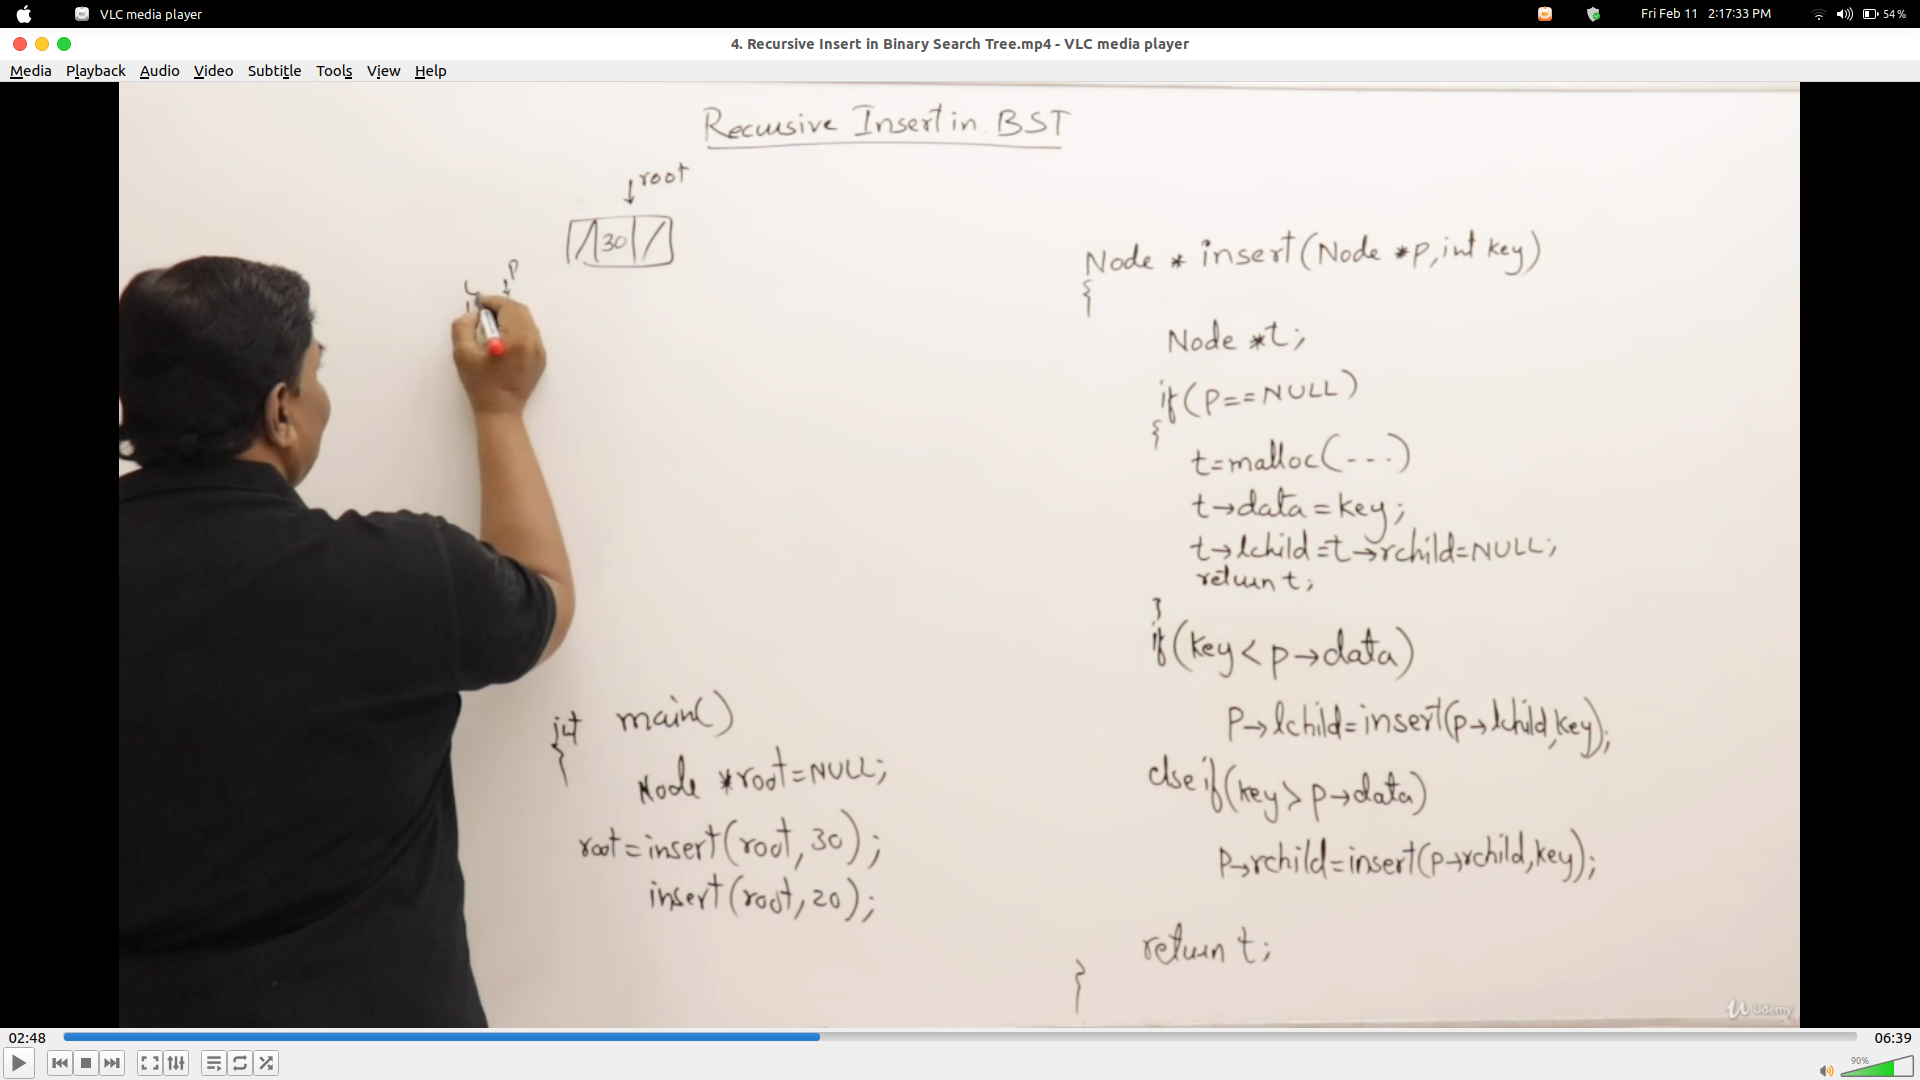 VLC media player
Fri Feb 11 2:17:33 PM
54%
4. Recursive Insert in Binary Search Tree.mp4 - VLC media player
Media Playback Audio Video Subtitle Tools View Help
Recursive Insert in BST
root
30
P
int main()
{
Node *root=NULL;
root=insert(root,30);
insert(root,20);
Node * insert(Node *p,int key)
{
Node *t;
if(p==NULL)
{
t=malloc(---)
t→data=key;
t→lchild=t→rchild=NULL;
return t;
}
if(key<p→data)
p→lchild=insert(p→lchild,key);
else if(key>p→data)
p→rchild=insert(p→rchild,key);
return t;
}
Udemy
02:48
06:39
90%